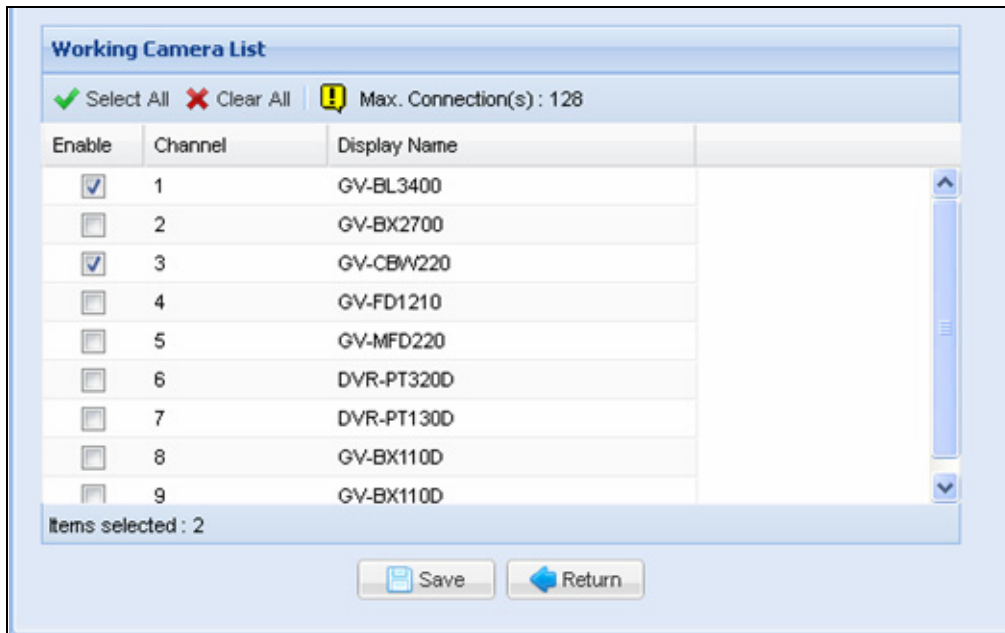 Working Camera List
Select All Clear All Max. Connection(s) : 128
Enable Channel Display Name
1 GV-BL3400
2 GV-BX2700
3 GV-CBW220
4 GV-FD1210
5 GV-MFD220
6 DVR-PT320D
7 DVR-PT130D
8 GV-BX110D
9 GV-BX110D
Items selected : 2
Save Return